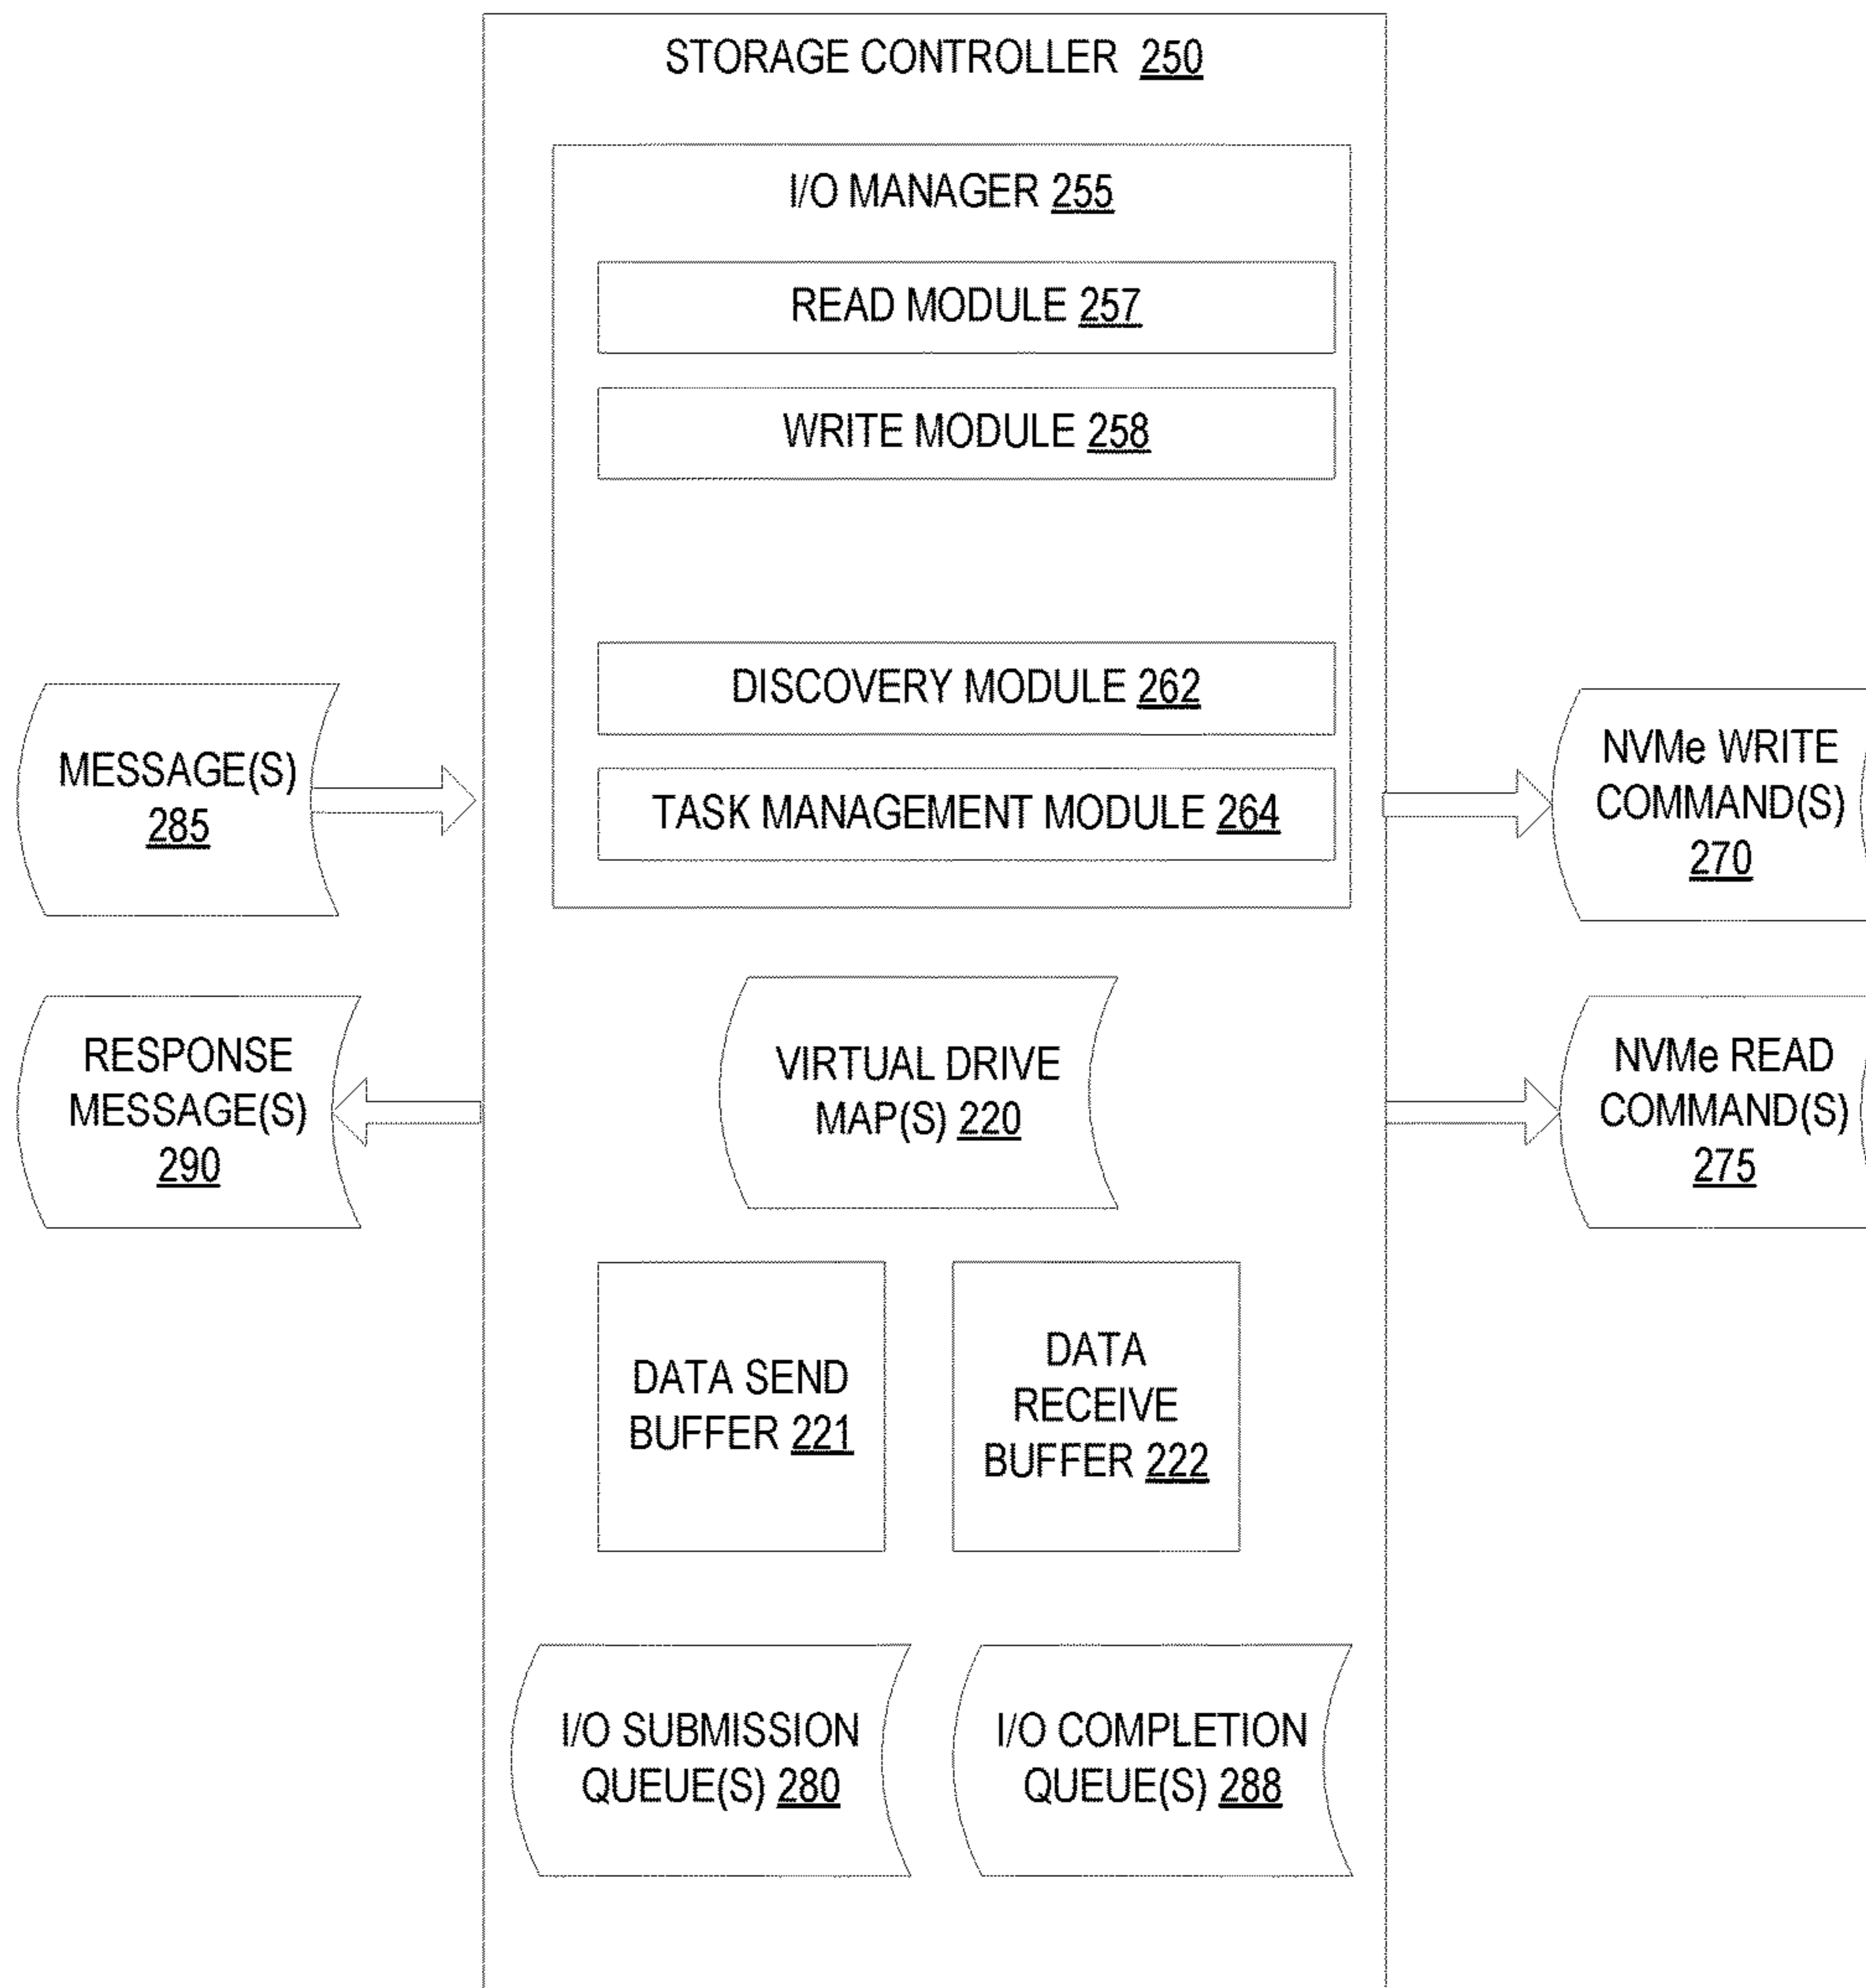 STORAGE CONTROLLER 250
I/O MANAGER 255
READ MODULE 257
WRITE MODULE 258
DISCOVERY MODULE 262
TASK MANAGEMENT MODULE 264
MESSAGE(S)
285
NVMe WRITE
COMMAND(S)
270
RESPONSE
MESSAGE(S)
290
VIRTUAL DRIVE
MAP(S) 220
NVMe READ
COMMAND(S)
275
DATA SEND
BUFFER 221
DATA
RECEIVE
BUFFER 222
I/O SUBMISSION
QUEUE(S) 280
I/O COMPLETION
QUEUE(S) 288